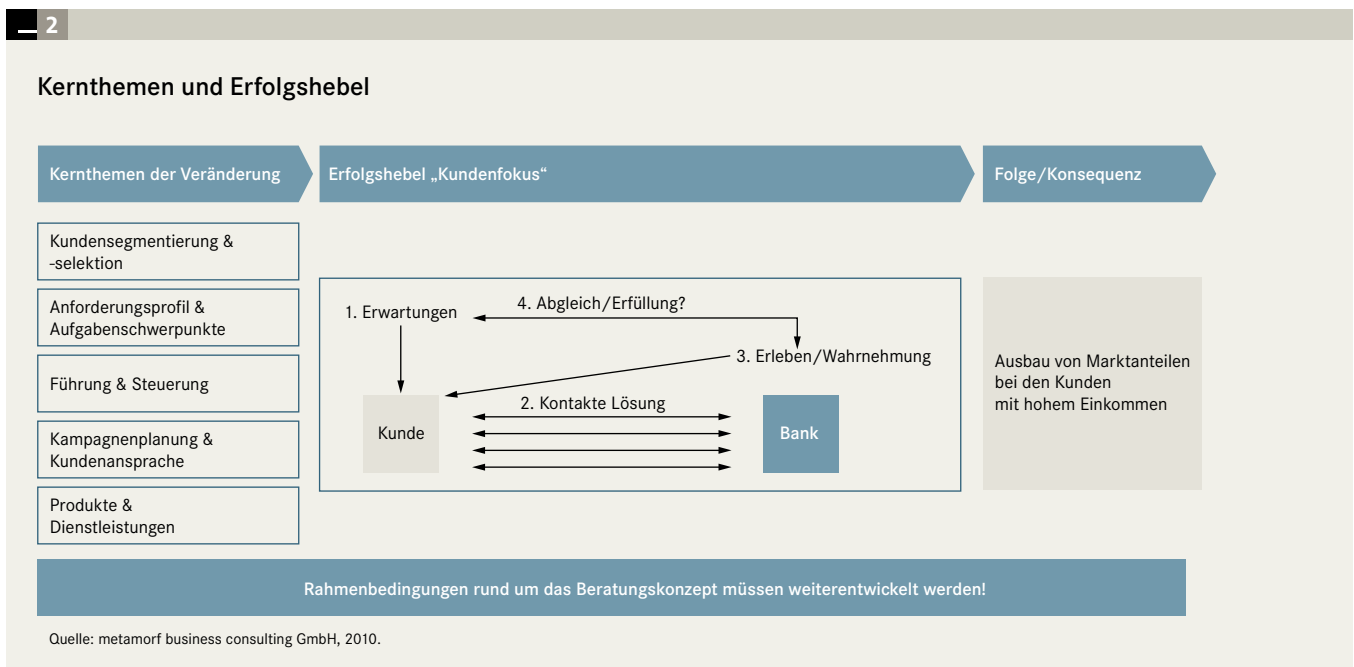 2
Kernthemen und Erfolgshebel
Kernthemen der Veränderung
Erfolgshebel „Kundenfokus“
Folge/Konsequenz
Kundensegmentierung &
-selektion
Anforderungsprofil &
Aufgabenschwerpunkte
Führung & Steuerung
Kampagnenplanung &
Kundenansprache
Produkte &
Dienstleistungen
1. Erwartungen
4. Abgleich/Erfüllung?
3. Erleben/Wahrnehmung
2. Kontakte Lösung
Kunde
Bank
Ausbau von Marktanteilen
bei den Kunden
mit hohem Einkommen
Rahmenbedingungen rund um das Beratungskonzept müssen weiterentwickelt werden!
Quelle: metamorf business consulting GmbH, 2010.